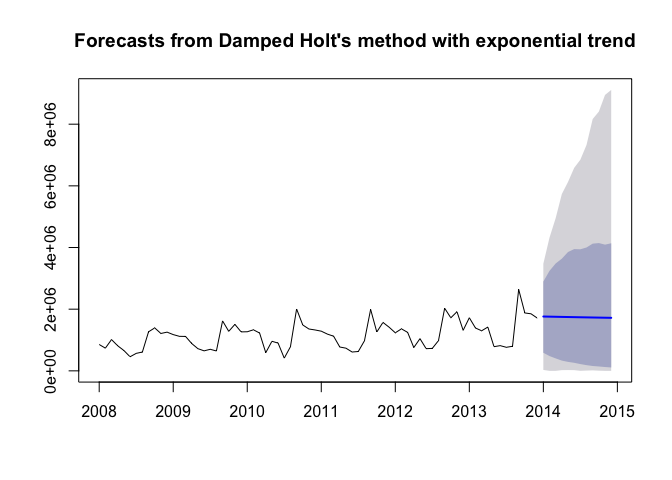 Forecasts from Damped Holt's method with exponential trend
8e+06
6e+06
4e+06
2e+06
0e+00
2008 2009 2010 2011 2012 2013 2014 2015